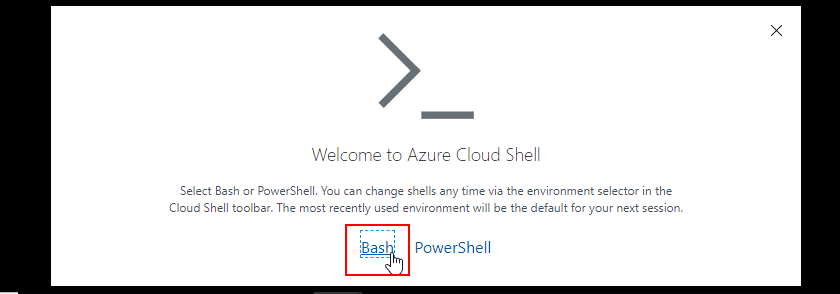 Welcome to Azure Cloud Shell
Select Bash or PowerShell. You can change shells any time via the environment selector in the
Cloud Shell toolbar. The most recently used environment will be the default for your next session.
Bash PowerShell